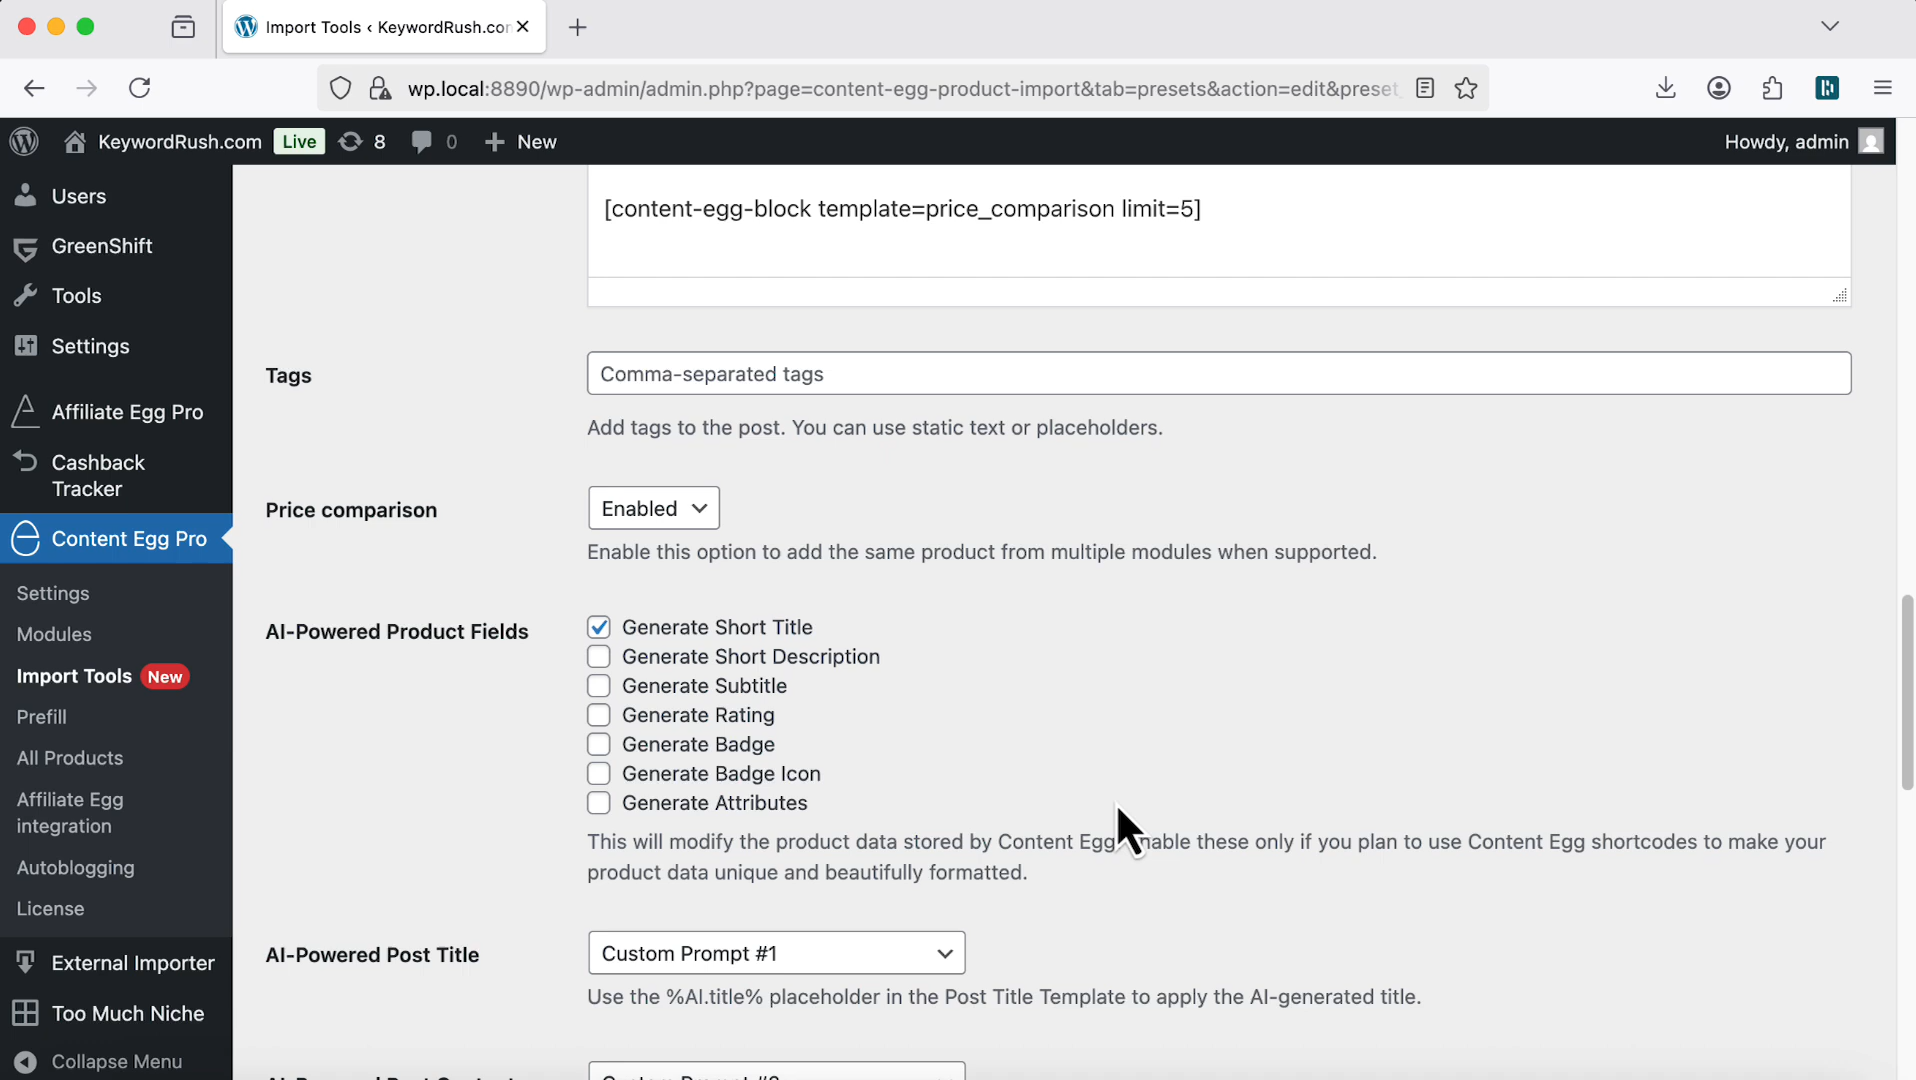 Import Tools ‹ KeywordRush.con
wp.local:8890/wp-admin/admin.php?page=content-egg-product-import&tab=presets&action=edit&preset
KeywordRush.com
Live
8
0
New
Howdy, admin
Users
GreenShift
Tools
Settings
Affiliate Egg Pro
Cashback
Tracker
Content Egg Pro
Settings
Modules
Import Tools New
Prefill
All Products
Affiliate Egg
integration
Autoblogging
License
External Importer
Too Much Niche
Collapse Menu
[content-egg-block template=price_comparison limit=5]
Tags
Comma-separated tags
Add tags to the post. You can use static text or placeholders.
Price comparison
Enabled
Enable this option to add the same product from multiple modules when supported.
AI-Powered Product Fields
Generate Short Title
Generate Short Description
Generate Subtitle
Generate Rating
Generate Badge
Generate Badge Icon
Generate Attributes
This will modify the product data stored by Content Egg nable these only if you plan to use Content Egg shortcodes to make your
product data unique and beautifully formatted.
AI-Powered Post Title
Custom Prompt #1
Use the %AI.title% placeholder in the Post Title Template to apply the AI-generated title.